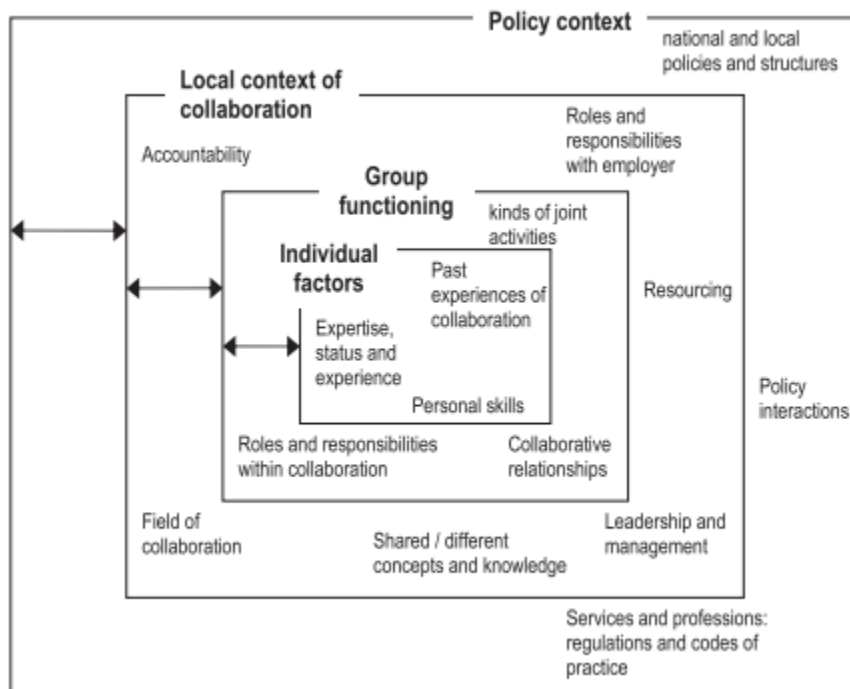 Policy context
national and local
policies and structures
Local context of
collaboration
Roles and
responsibilities
with employer
Accountability
Group
functioning
kinds of joint
activities
Individual
factors
Past
experiences of
collaboration
Resourcing
Expertise,
status and
experience
Personal skills
Policy
interactions
Roles and responsibilities
within collaboration
Collaborative
relationships
Field of
collaboration
Shared / different
concepts and knowledge
Leadership and
management
Services and professions:
regulations and codes of
practice